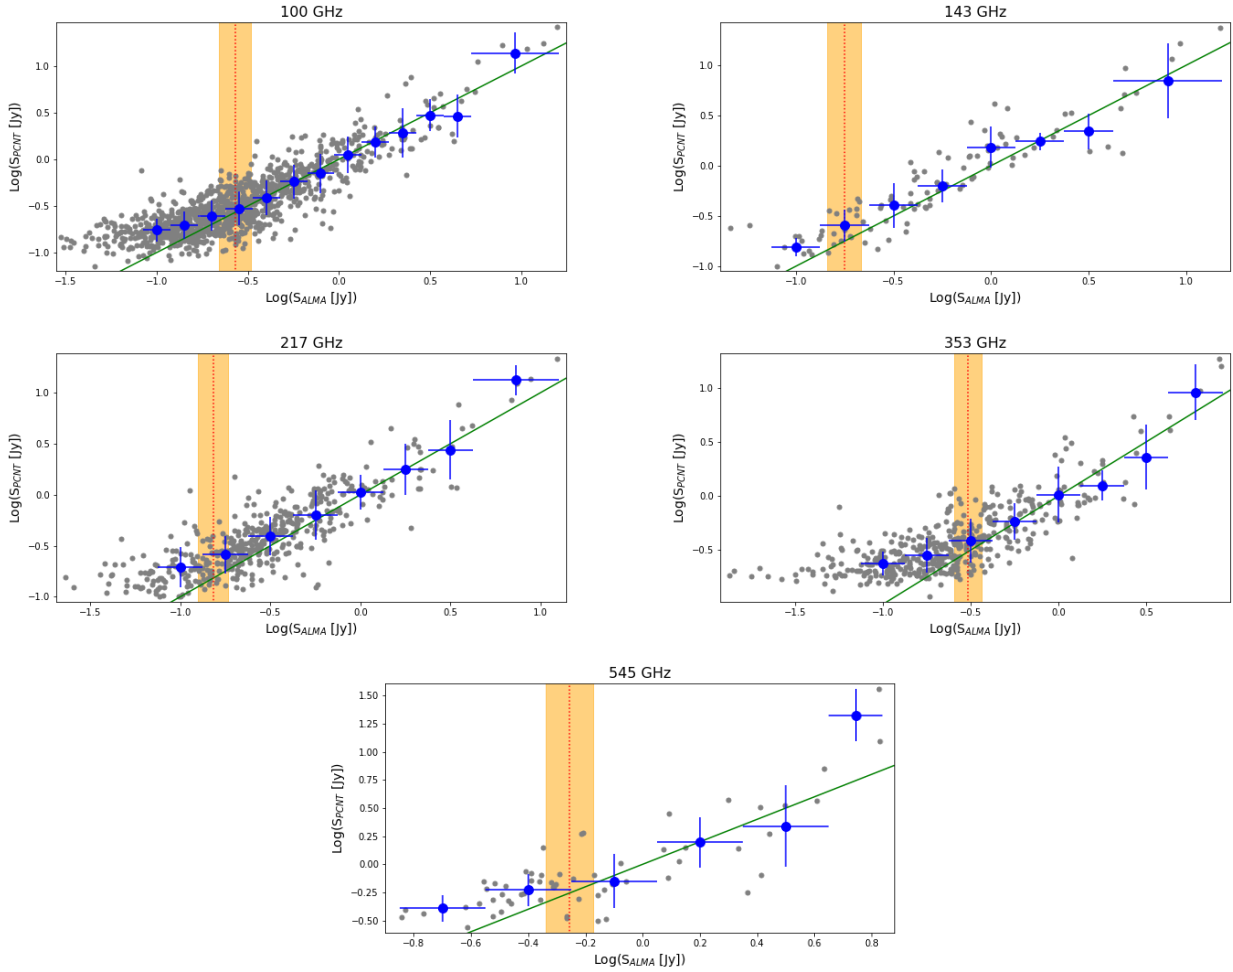 100 GHz
1.0
0.5
0.0
−0.5
−1.0
Log(S_PCNT [Jy])
−1.5 −1.0 −0.5 0.0 0.5 1.0
Log(S_ALMA [Jy])
143 GHz
1.0
0.5
0.0
−0.5
−1.0
Log(S_PCNT [Jy])
−1.0 −0.5 0.0 0.5 1.0
Log(S_ALMA [Jy])
217 GHz
1.0
0.5
0.0
−0.5
−1.0
Log(S_PCNT [Jy])
−1.5 −1.0 −0.5 0.0 0.5 1.0
Log(S_ALMA [Jy])
353 GHz
1.0
0.5
0.0
−0.5
Log(S_PCNT [Jy])
−1.5 −1.0 −0.5 0.0 0.5
Log(S_ALMA [Jy])
545 GHz
1.50
1.25
1.00
0.75
0.50
0.25
0.00
−0.25
−0.50
Log(S_PCNT [Jy])
−0.8 −0.6 −0.4 −0.2 0.0 0.2 0.4 0.6 0.8
Log(S_ALMA [Jy])